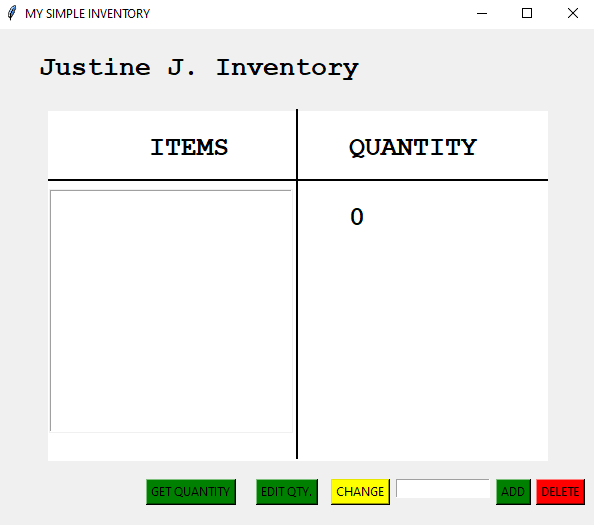 MY SIMPLE INVENTORY
Justine J. Inventory
ITEMS QUANTITY
0
GET QUANTITY EDIT QTY. CHANGE ADD DELETE